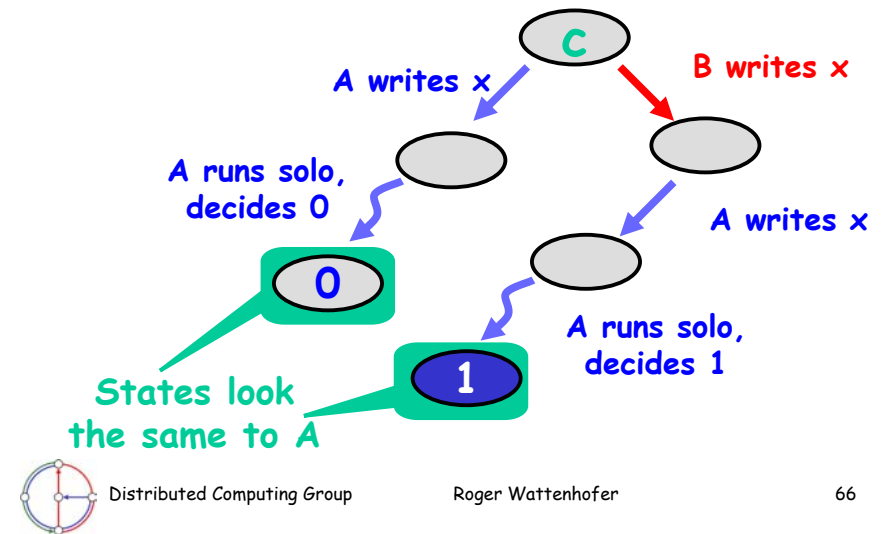 C
A writes x
B writes x
A runs solo,
decides 0
A writes x
0
A runs solo,
decides 1
1
States look
the same to A
Distributed Computing Group
Roger Wattenhofer
66